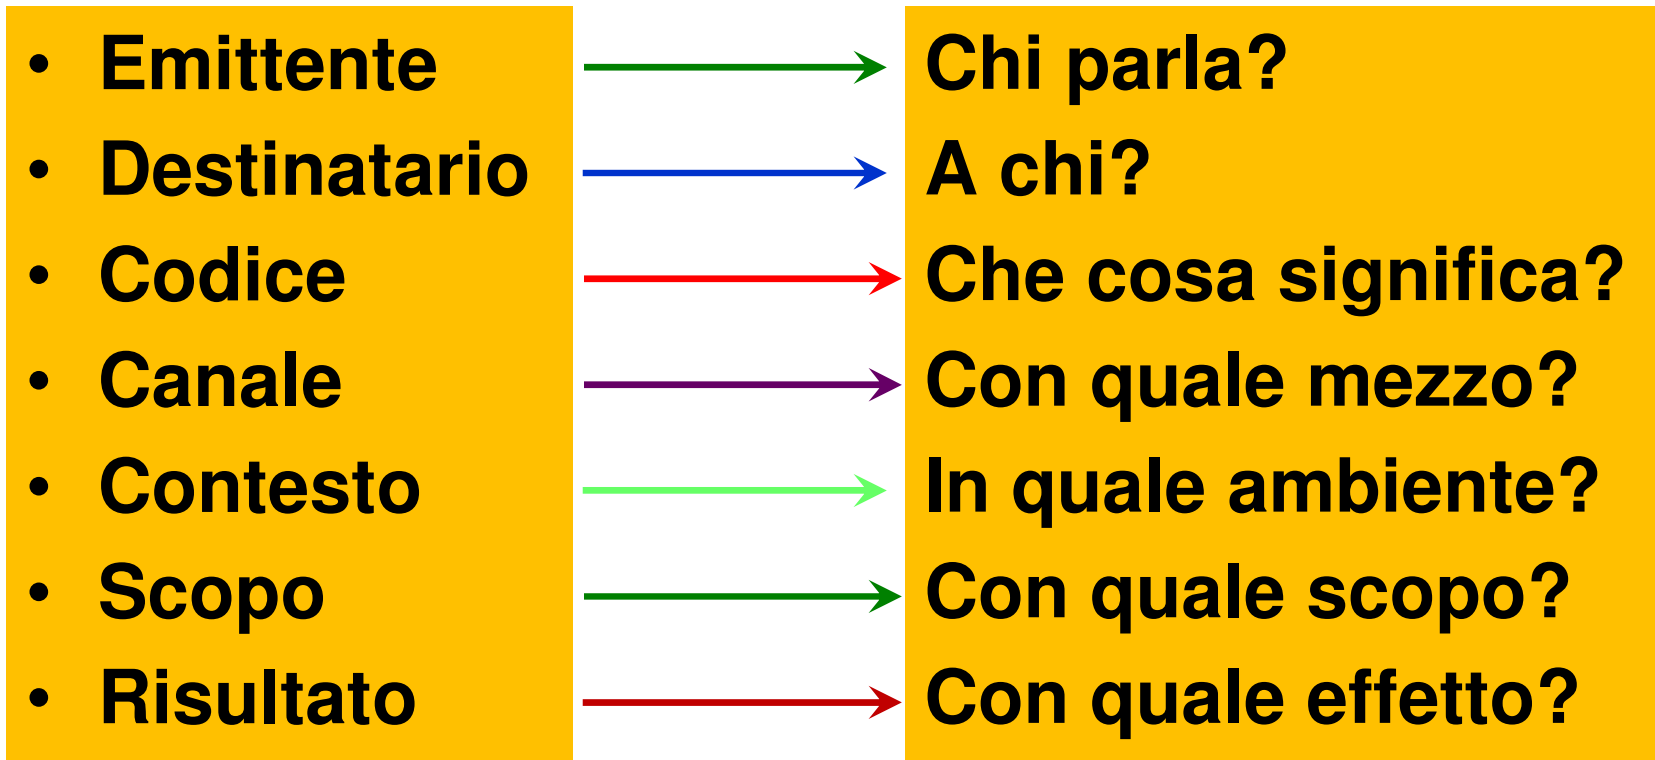 • Emittente Chi parla?
• Destinatario A chi?
• Codice Che cosa significa?
• Canale Con quale mezzo?
• Contesto In quale ambiente?
• Scopo Con quale scopo?
• Risultato Con quale effetto?